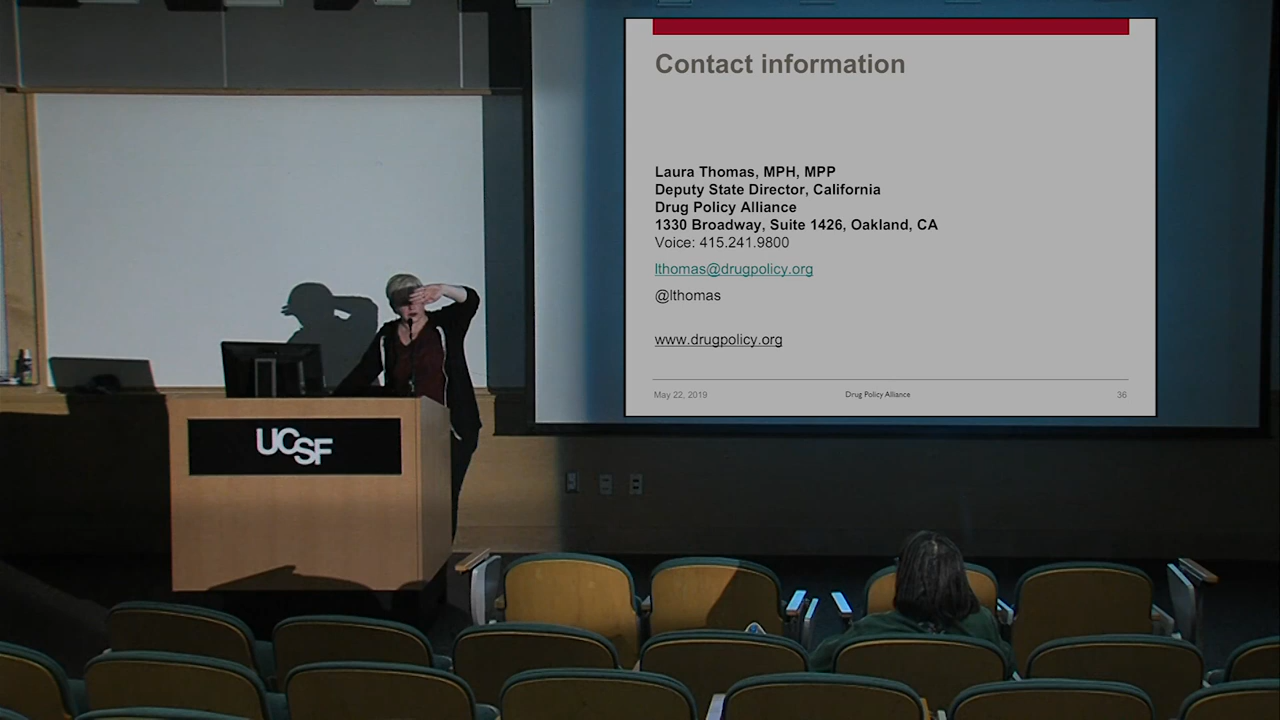 Contact information
Laura Thomas, MPH, MPP
Deputy State Director, California
Drug Policy Alliance
1330 Broadway, Suite 1426, Oakland, CA
Voice: 415.241.9800
lthomas@drugpolicy.org
@lthomas
www.drugpolicy.org
May 22, 2019 Drug Policy Alliance 36
UCSF